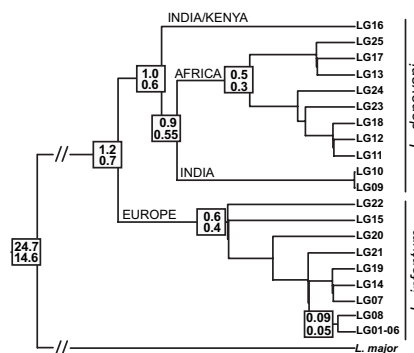 INDIA/KENYA
LG16
LG25
1.0
0.6
AFRICA
0.5
0.3
LG17
LG13
LG24
LG23
0.9
0.55
LG18
LG12
1.2
0.7
LG11
INDIA
LG10
LG09
L. donovani
EUROPE
0.6
0.4
LG22
LG15
LG20
24.7
14.6
LG21
LG19
LG14
LG07
0.09
0.05
LG08
LG01-06
L. infantum
L. major